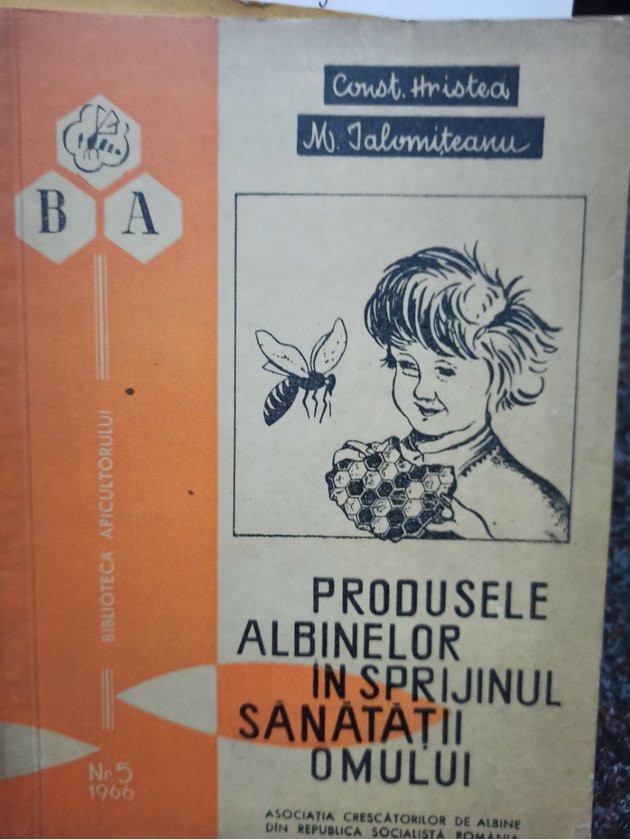 Const. Hristea
M. Ialomițeanu
B A
BIBLIOTECA APICULTORULUI
Nr. 5
1966
PRODUSELE
ALBINELOR
IN SPRIJINUL
SĂNĂTĂȚII
OMULUI
ASOCIAȚIA CRESCĂTORILOR DE ALBINE
DIN REPUBLICA SOCIALISTĂ ROMÂNIA